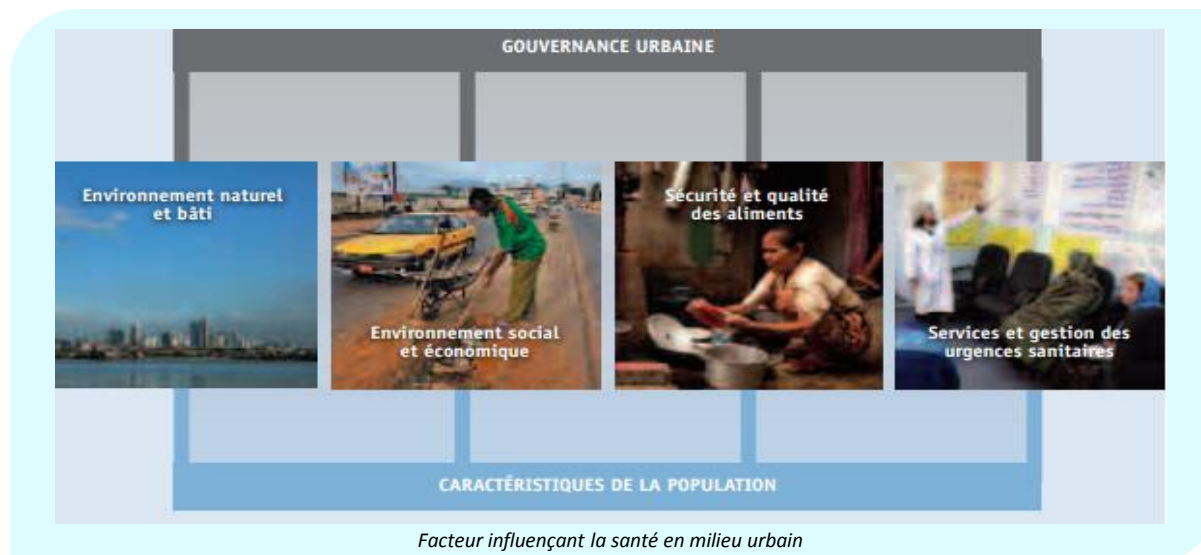 GOUVERNANCE URBAINE
Environnement naturel
et bâti
Environnement social
et économique
Sécurité et qualité
des aliments
Services et gestion des
urgences sanitaires
CARACTÉRISTIQUES DE LA POPULATION
Facteur influençant la santé en milieu urbain